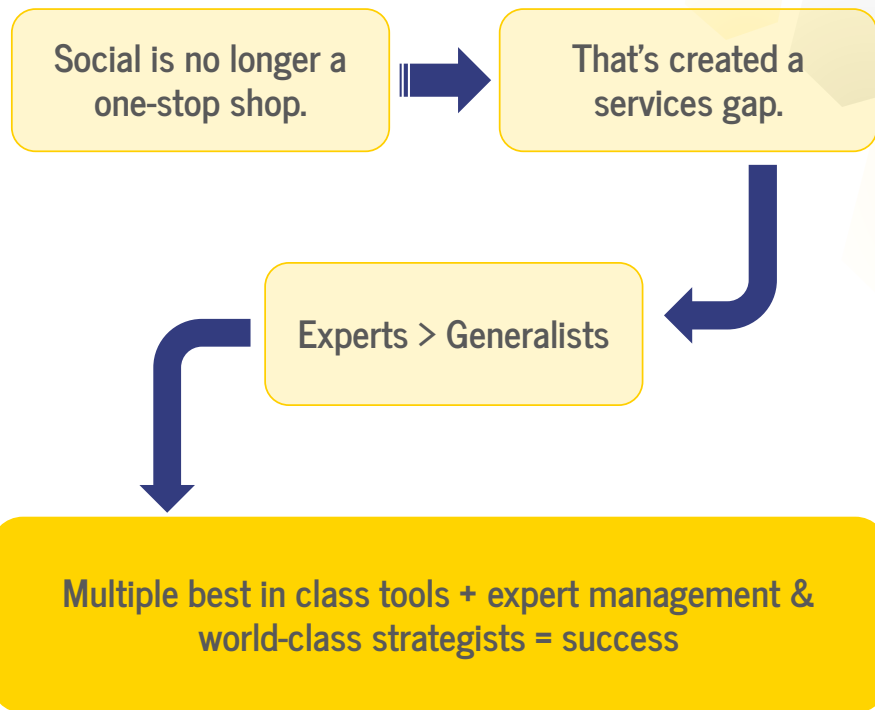 Social is no longer a
one-stop shop.
That's created a
services gap.
Experts > Generalists
Multiple best in class tools + expert management &
world-class strategists = success